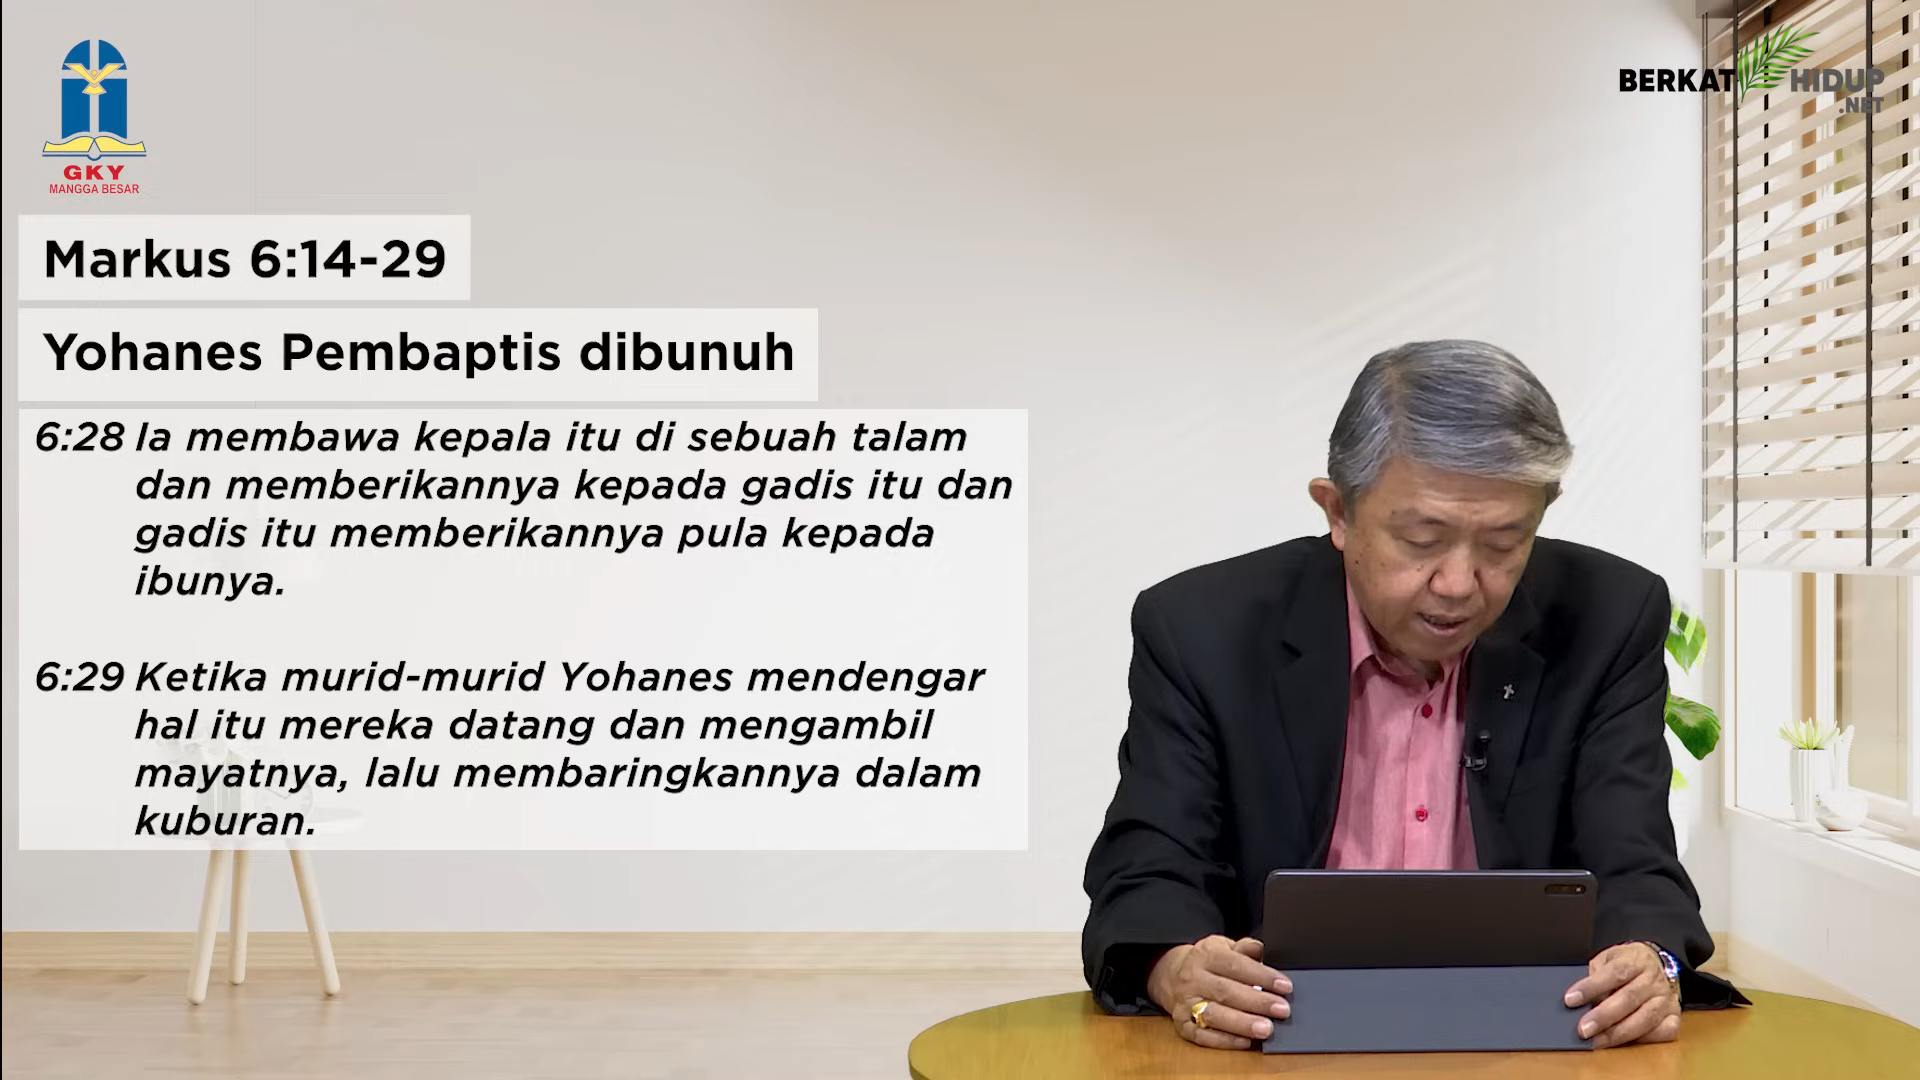 GKY
MANGGA BESAR
BERKAT HIDUP
.NET
Markus 6:14-29
Yohanes Pembaptis dibunuh
6:28 Ia membawa kepala itu di sebuah talam
dan memberikannya kepada gadis itu dan
gadis itu memberikannya pula kepada
ibunya.
6:29 Ketika murid-murid Yohanes mendengar
hal itu mereka datang dan mengambil
mayatnya, lalu membaringkannya dalam
kuburan.